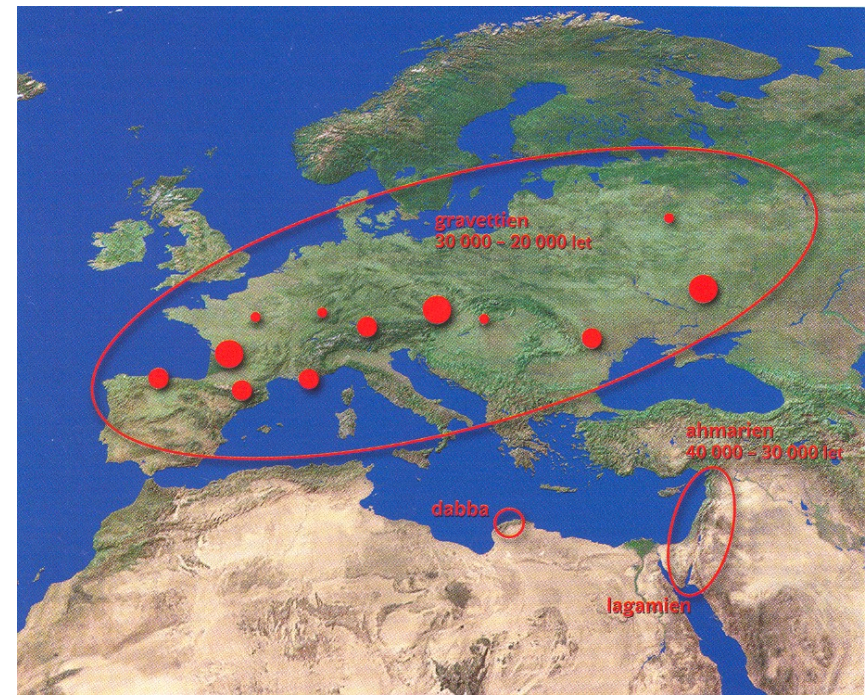 gravettien
30 000 – 20 000 let
ahmarien
40 000 – 30 000 let
dabba
lagamien